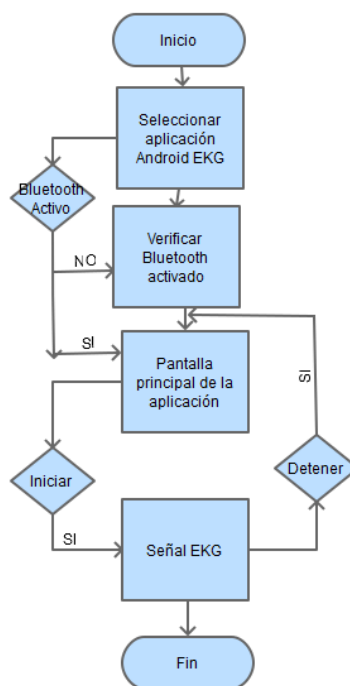 Inicio
Seleccionar
aplicación
Android EKG
Bluetooth
Activo
Verificar
Bluetooth
activado
NO
SI
Pantalla
principal de la
aplicación
SI
Iniciar
Detener
SI
Señal EKG
Fin